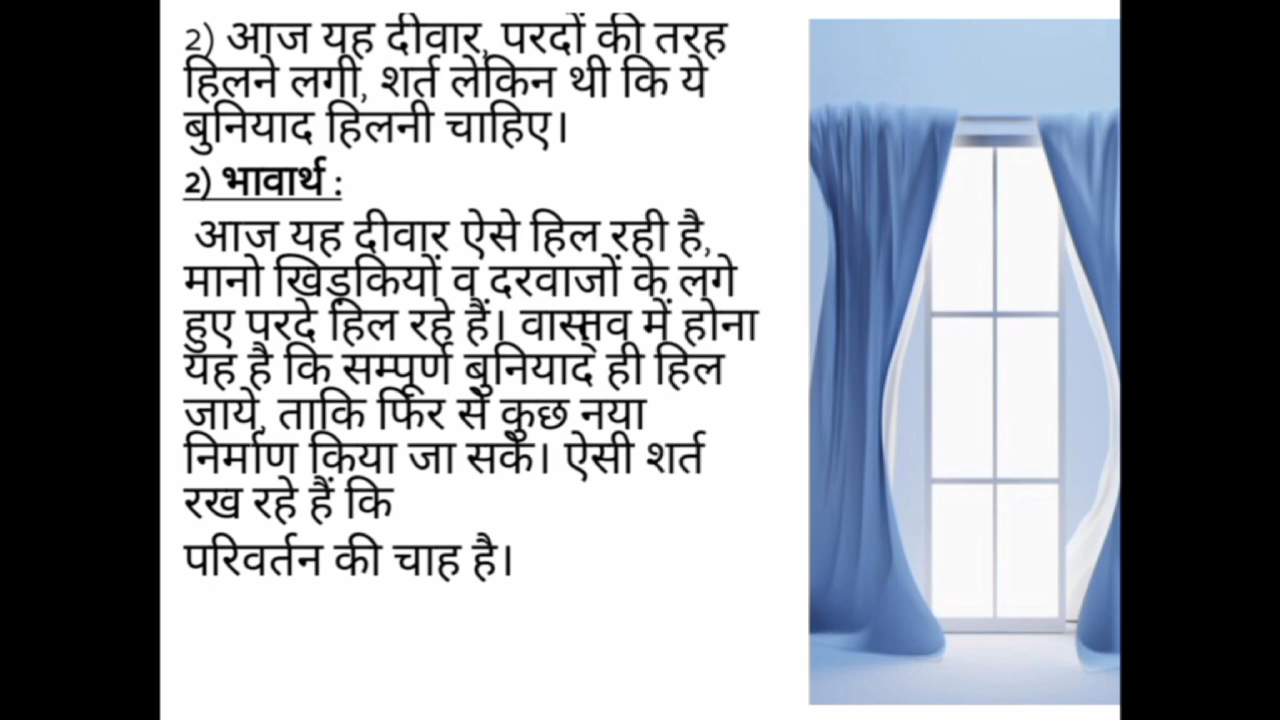 2) आज यह दीवार, परदों की तरह
हिलने लगी, शर्त लेकिन थी कि ये
बुनियाद हिलनी चाहिए।
2) भावार्थ :
आज यह दीवार ऐसे हिल रही है,
मानो खिड़कियों व दरवाजों के लगे
हुए परदे हिल रहे हैं। वास्त्व में होना
यह है कि सम्पूर्ण बुनियाद ही हिल
जाये, ताकि फिर से कुछ नया
निर्माण किया जा सके। ऐसी शर्त
रख रहे हैं कि
परिवर्तन की चाह है।